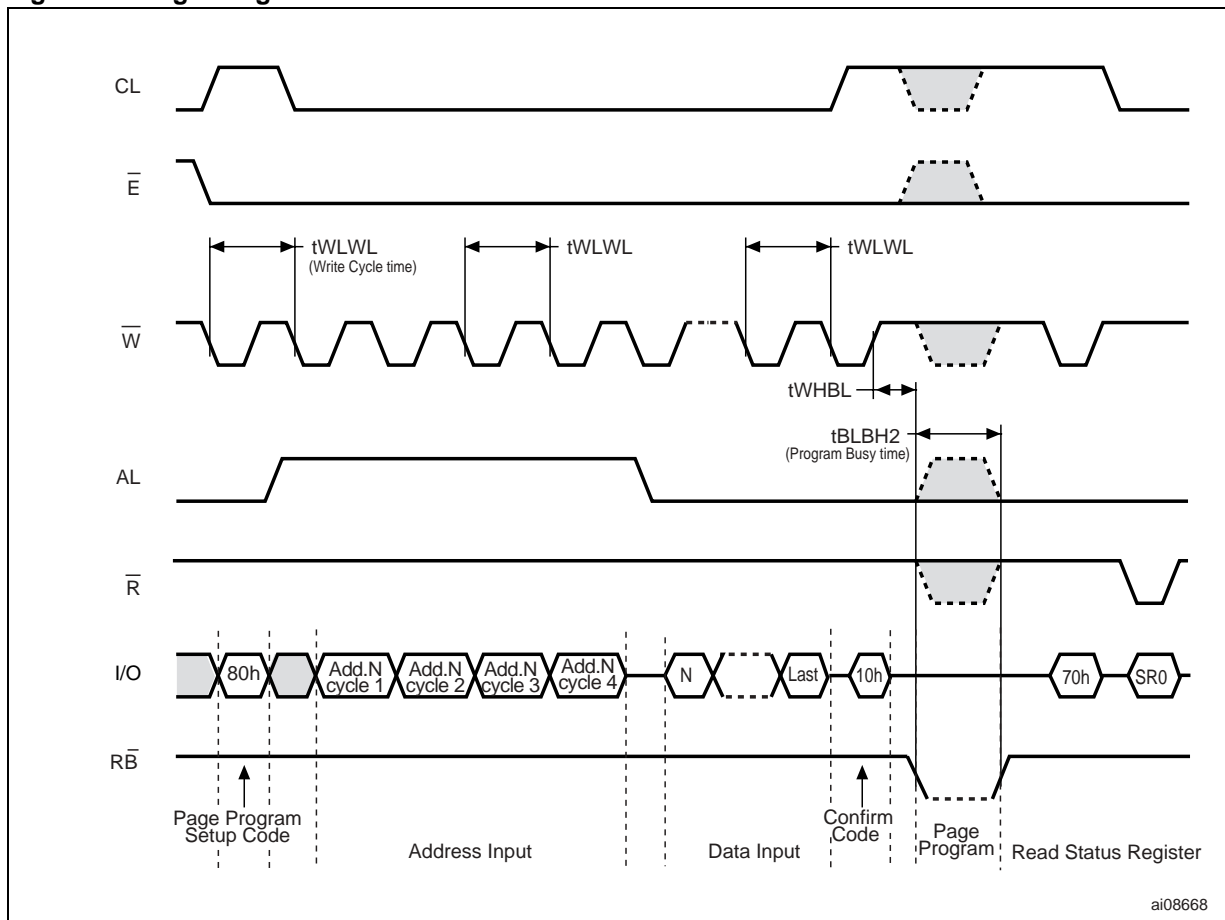 CL
E
tWLWL
(Write Cycle time)
tWLWL
tWLWL
W
tWHBL
tBLBH2
(Program Busy time)
AL
R
I/O
80h
Add.N
cycle 1
Add.N
cycle 2
Add.N
cycle 3
Add.N
cycle 4
N
Last
10h
70h
SR0
RB
Page Program
Setup Code
Address Input
Data Input
Confirm
Code
Page
Program
Read Status Register
ai08668